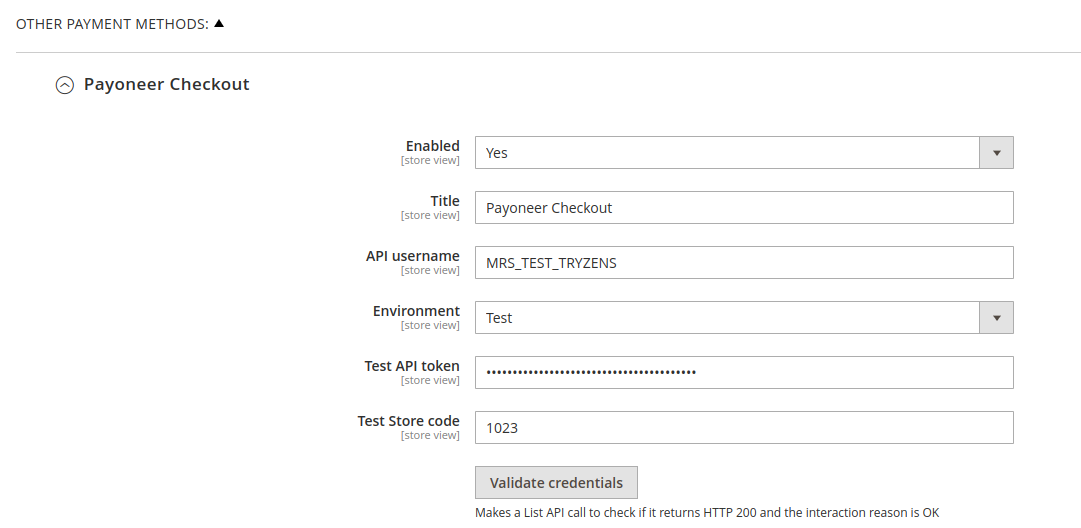 OTHER PAYMENT METHODS:
Payoneer Checkout
Enabled
[store view]
Yes
Title
[store view]
Payoneer Checkout
API username
[store view]
MRS_TEST_TRYZENS
Environment
[store view]
Test
Test API token
[store view]
••••••••••••••••••••••••••••••••••••••••
Test Store code
[store view]
1023
Validate credentials
Makes a List API call to check if it returns HTTP 200 and the interaction reason is OK